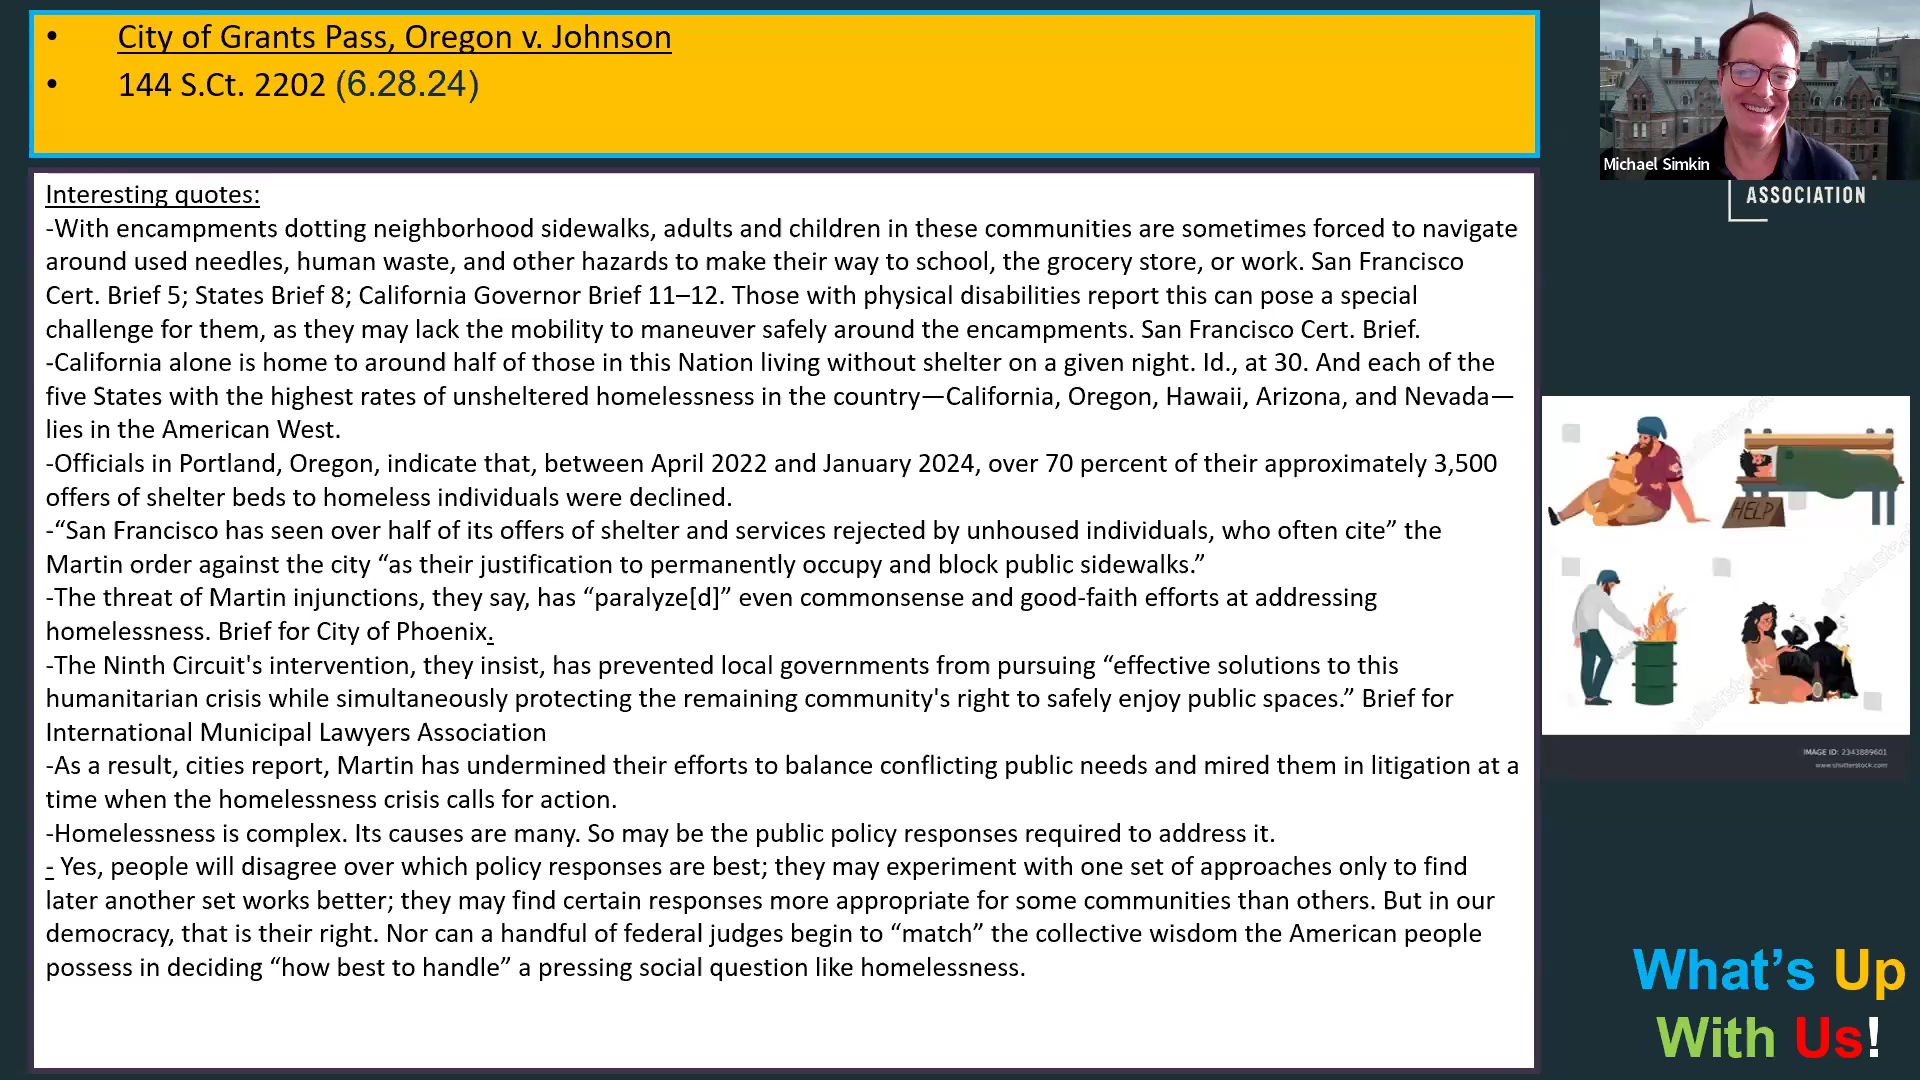 • City of Grants Pass, Oregon v. Johnson
• 144 S.Ct. 2202 (6.28.24)
Michael Simkin
ASSOCIATION
Interesting quotes:
-With encampments dotting neighborhood sidewalks, adults and children in these communities are sometimes forced to navigate
around used needles, human waste, and other hazards to make their way to school, the grocery store, or work. San Francisco
Cert. Brief 5; States Brief 8; California Governor Brief 11–12. Those with physical disabilities report this can pose a special
challenge for them, as they may lack the mobility to maneuver safely around the encampments. San Francisco Cert. Brief.
-California alone is home to around half of those in this Nation living without shelter on a given night. Id., at 30. And each of the
five States with the highest rates of unsheltered homelessness in the country—California, Oregon, Hawaii, Arizona, and Nevada—
lies in the American West.
-Officials in Portland, Oregon, indicate that, between April 2022 and January 2024, over 70 percent of their approximately 3,500
offers of shelter beds to homeless individuals were declined.
-“San Francisco has seen over half of its offers of shelter and services rejected by unhoused individuals, who often cite” the
Martin order against the city “as their justification to permanently occupy and block public sidewalks.”
-The threat of Martin injunctions, they say, has “paralyze[d]” even commonsense and good-faith efforts at addressing
homelessness. Brief for City of Phoenix.
-The Ninth Circuit's intervention, they insist, has prevented local governments from pursuing “effective solutions to this
humanitarian crisis while simultaneously protecting the remaining community's right to safely enjoy public spaces.” Brief for
International Municipal Lawyers Association
-As a result, cities report, Martin has undermined their efforts to balance conflicting public needs and mired them in litigation at a
time when the homelessness crisis calls for action.
-Homelessness is complex. Its causes are many. So may be the public policy responses required to address it.
- Yes, people will disagree over which policy responses are best; they may experiment with one set of approaches only to find
later another set works better; they may find certain responses more appropriate for some communities than others. But in our
democracy, that is their right. Nor can a handful of federal judges begin to “match” the collective wisdom the American people
possess in deciding “how best to handle” a pressing social question like homelessness.
HELP
IMAGE ID: 2343889601
www.shutterstock.com
What’s Up
With Us!